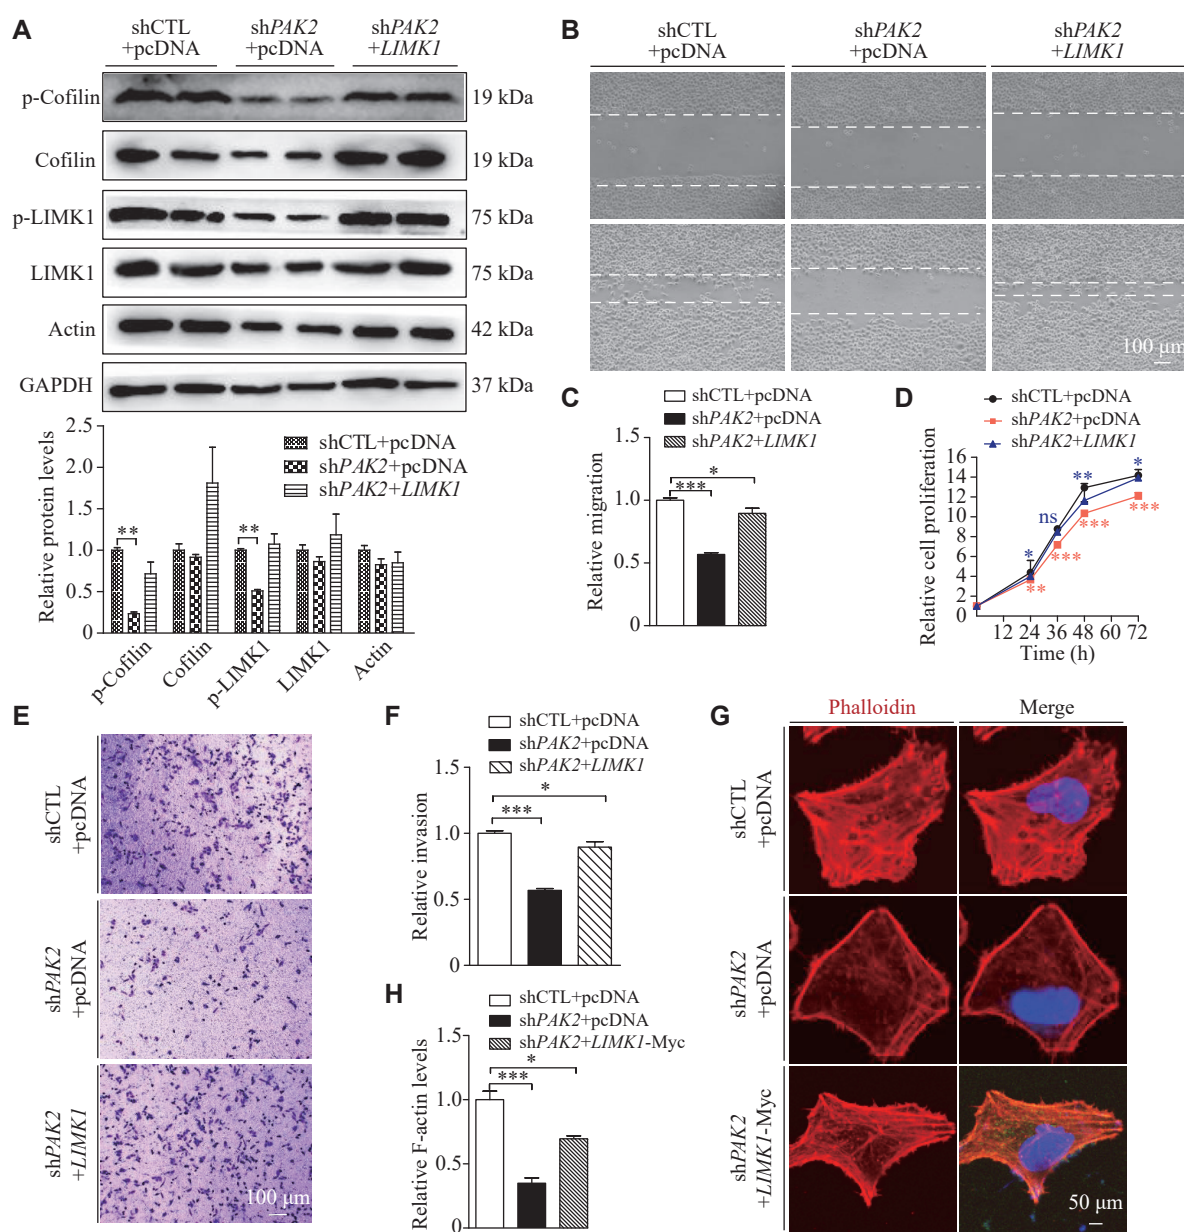 A
shCTL
+pcDNA
shPAK2
+pcDNA
shPAK2
+LIMK1
p-Cofilin
19 kDa
Cofilin
19 kDa
p-LIMK1
75 kDa
LIMK1
75 kDa
Actin
42 kDa
GAPDH
37 kDa
Relative protein levels
2.5
2.0
1.5
1.0
0.5
0
shCTL+pcDNA
shPAK2+pcDNA
shPAK2+LIMK1
**
**
p-Cofilin
Cofilin
p-LIMK1
LIMK1
Actin
B
shCTL
+pcDNA
shPAK2
+pcDNA
shPAK2
+LIMK1
100 μm
C
shCTL+pcDNA
shPAK2+pcDNA
shPAK2+LIMK1
Relative migration
1.5
1.0
0.5
0
***
*
D
shCTL+pcDNA
shPAK2+pcDNA
shPAK2+LIMK1
Relative cell proliferation
16
14
12
10
8
6
4
2
0
*
ns
**
*
**
***
***
***
12 24 36 48 60 72
Time (h)
E
shCTL
+pcDNA
shPAK2
+pcDNA
shPAK2
+LIMK1
100 μm
F
shCTL+pcDNA
shPAK2+pcDNA
shPAK2+LIMK1
Relative invasion
1.5
1.0
0.5
0
*
***
G
Phalloidin
Merge
shCTL
+pcDNA
shPAK2
+pcDNA
shPAK2
+LIMK1-Myc
50 μm
H
shCTL+pcDNA
shPAK2+pcDNA
shPAK2+LIMK1-Myc
Relative F-actin levels
1.5
1.0
0.5
0
*
***